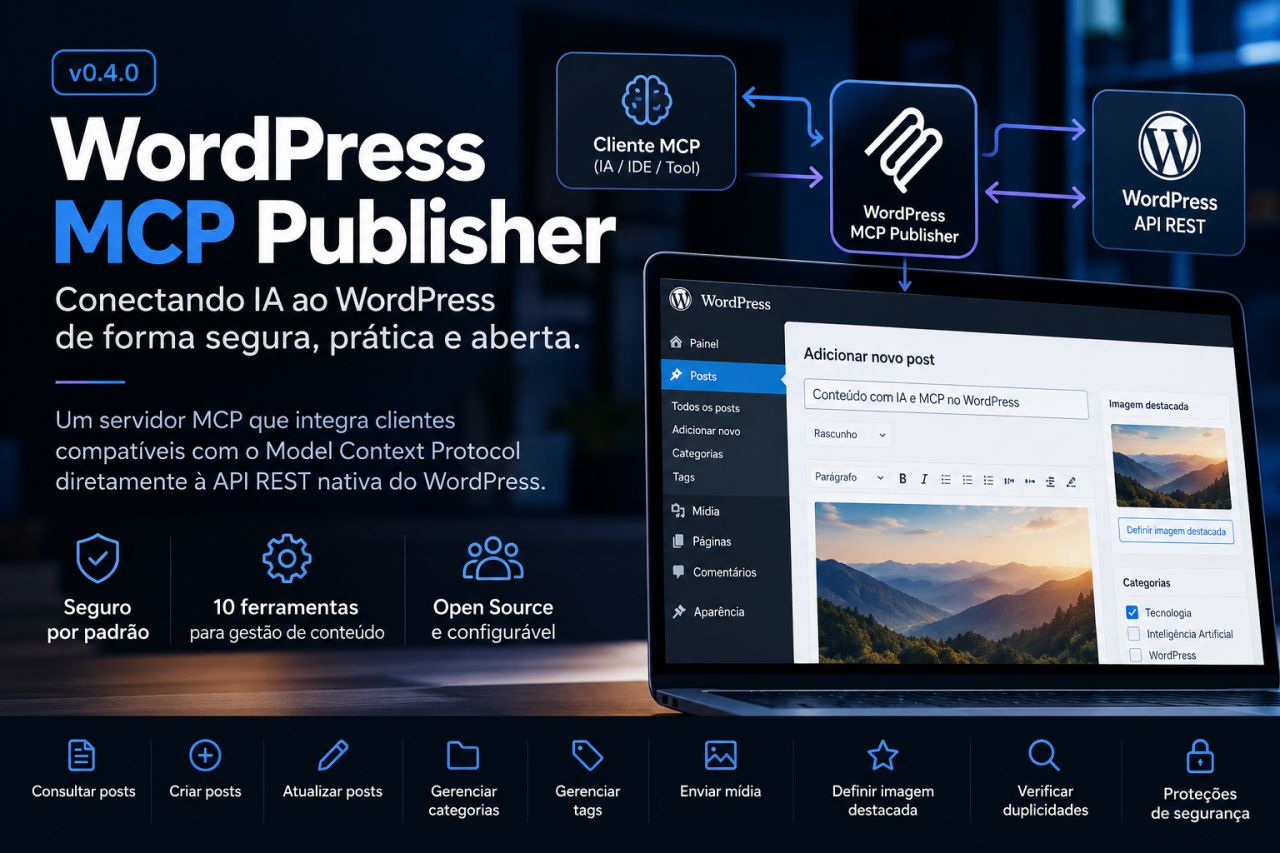 v0.4.0
WordPress
MCP Publisher
Conectando IA ao WordPress
de forma segura, prática e aberta.
Um servidor MCP que integra clientes
compatíveis com o Model Context Protocol
diretamente à API REST nativa do WordPress.
Seguro
por padrão
10 ferramentas
para gestão de conteúdo
Open Source
e configurável
Cliente MCP
(IA / IDE / Tool)
WordPress
MCP Publisher
WordPress
API REST
WordPress
Painel
Posts
Todos os posts
Adicionar novo
Categorias
Tags
Mídia
Páginas
Comentários
Aparência
Adicionar novo post
Conteúdo com IA e MCP no WordPress
Rascunho
Parágrafo
B I
Imagem destacada
Definir imagem destacada
Categorias
Tecnologia
Inteligência Artificial
WordPress
Consultar posts
Criar posts
Atualizar posts
Gerenciar
categorias
Gerenciar
tags
Enviar mídia
Definir imagem
destacada
Verificar
duplicidades
Proteções
de segurança